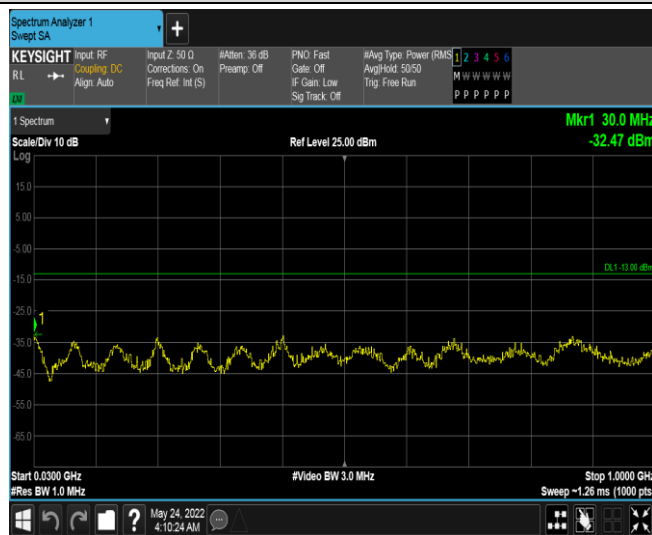 Spectrum Analyzer 1
Swept SA
+
KEYSIGHT
RL
LXI
Input: RF
Coupling: DC
Align: Auto
Input Z: 50 Ω
Corrections: On
Freq Ref: Int (S)
#Atten: 36 dB
Preamp: Off
PNO: Fast
Gate: Off
IF Gain: Low
Sig Track: Off
#Avg Type: Power (RMS
Avg|Hold: 50/50
Trig: Free Run
1 2 3 4 5 6
M W W W W W
P P P P P P
1 Spectrum
Mkr1 30.0 MHz
-32.47 dBm
Scale/Div 10 dB
Ref Level 25.00 dBm
Log
15.0
5.00
-5.00
DL1 -13.00 dBm
-15.0
-25.0
1
-35.0
-45.0
-55.0
-65.0
Start 0.0300 GHz
#Video BW 3.0 MHz
Stop 1.0000 GHz
#Res BW 1.0 MHz
Sweep ~1.26 ms (1000 pts
?
May 24, 2022
4:10:24 AM